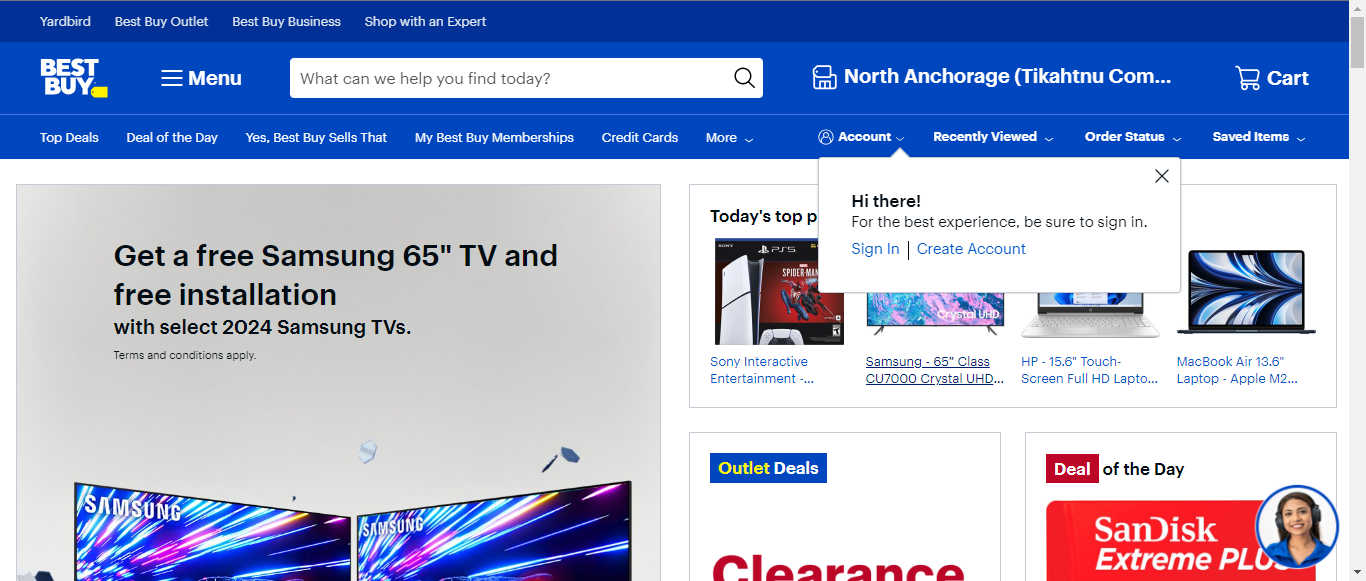 Yardbird
Best Buy Outlet
Best Buy Business
Shop with an Expert
BEST
BUY
Menu
What can we help you find today?
North Anchorage (Tikahtnu Com...
Cart
Top Deals
Deal of the Day
Yes, Best Buy Sells That
My Best Buy Memberships
Credit Cards
More
Account
Recently Viewed
Order Status
Saved Items
Hi there!
For the best experience, be sure to sign in.
Sign In
Create Account
Get a free Samsung 65" TV and
free installation
with select 2024 Samsung TVs.
Terms and conditions apply.
SAMSUNG
SAMSUNG
Today's top p
SONY
PS5
SPIDER-MAN
Crystal UHD
Sony Interactive
Entertainment -...
Samsung - 65" Class
CU7000 Crystal UHD...
HP - 15.6" Touch-
Screen Full HD Lapto...
MacBook Air 13.6"
Laptop - Apple M2...
Outlet Deals
Clearance
Deal of the Day
SanDisk
Extreme PLUS